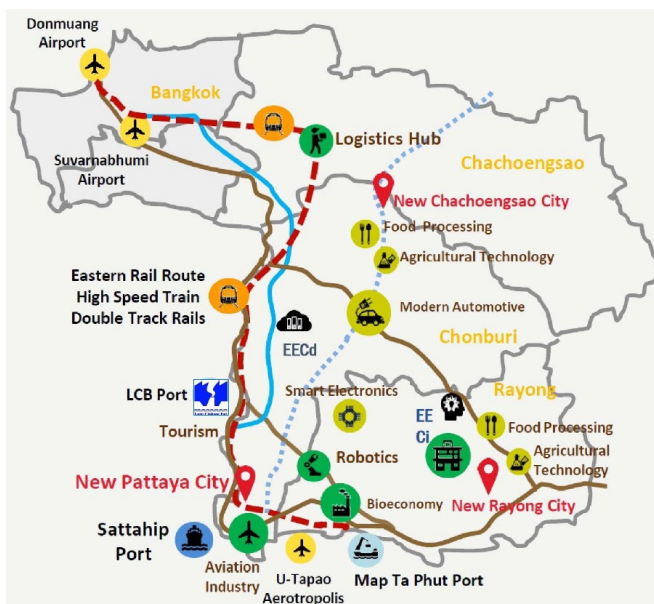 Donmuang
Airport
Bangkok
Suvarnabhumi
Airport
Logistics Hub
Chachoengsao
New Chachoengsao City
Food Processing
Agricultural Technology
Eastern Rail Route
High Speed Train
Double Track Rails
Modern Automotive
EECd
Chonburi
LCB Port
Smart Electronics
Rayong
EE
Ci
Tourism
Food Processing
Robotics
Agricultural
Technology
New Pattaya City
Bioeconomy
New Rayong City
Sattahip
Port
Aviation
Industry
U-Tapao
Aerotropolis
Map Ta Phut Port